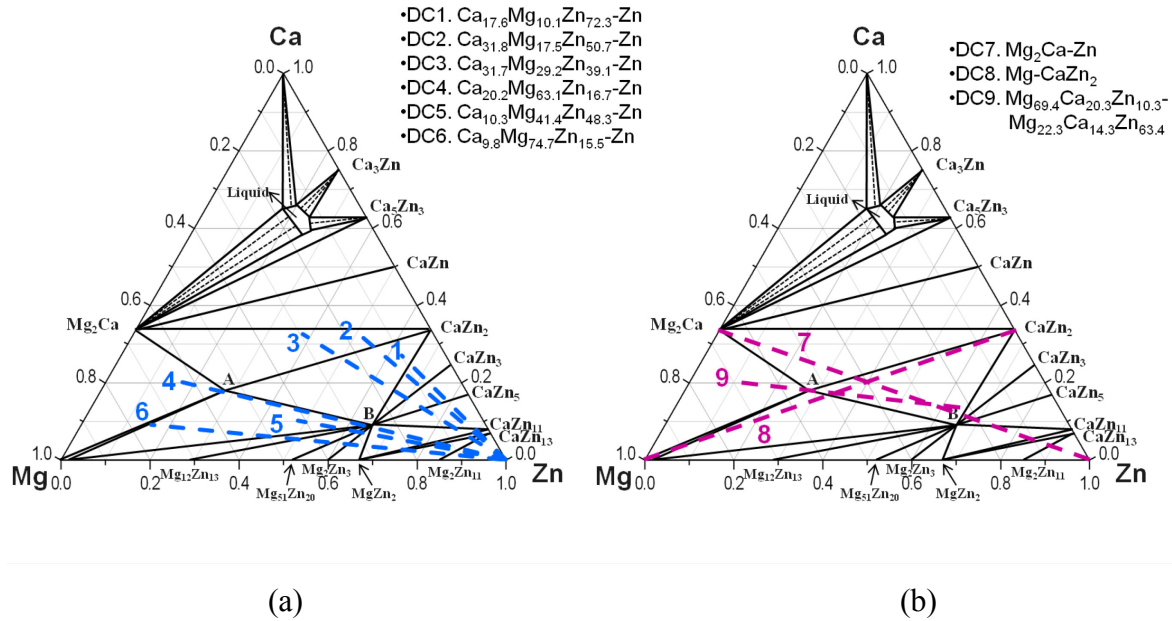 •DC1. Ca17.6Mg10.1Zn72.3-Zn
•DC2. Ca31.8Mg17.5Zn50.7-Zn
•DC3. Ca31.7Mg29.2Zn39.1-Zn
•DC4. Ca20.2Mg63.1Zn16.7-Zn
•DC5. Ca10.3Mg41.4Zn48.3-Zn
•DC6. Ca9.8Mg74.7Zn15.5-Zn
Ca
0.0 1.0
0.2 0.8
Ca3Zn
Liquid
Ca5Zn3
0.4 0.6
CaZn
0.6 0.4
Mg2Ca CaZn2
3 2 1
CaZn3
0.8 4 A 0.2
CaZn5
6 5 B
CaZn11
CaZn13
1.0 0.0
Mg Zn
Mg12Zn13 Mg2Zn3 Mg2Zn11
0.0 0.2 0.4 0.6 0.8 1.0
Mg51Zn20 MgZn2
(a)
•DC7. Mg2Ca-Zn
•DC8. Mg-CaZn2
•DC9. Mg69.4Ca20.3Zn10.3-
Mg22.3Ca14.3Zn63.4
Ca
0.0 1.0
0.2 0.8
Ca3Zn
Liquid
Ca5Zn3
0.4 0.6
CaZn
0.6 0.4
Mg2Ca CaZn2
7
CaZn3
0.8 9 A 0.2
CaZn5
8 B
CaZn11
CaZn13
1.0 0.0
Mg Zn
Mg12Zn13 Mg2Zn3 Mg2Zn11
0.0 0.2 0.4 0.6 0.8 1.0
Mg51Zn20 MgZn2
(b)